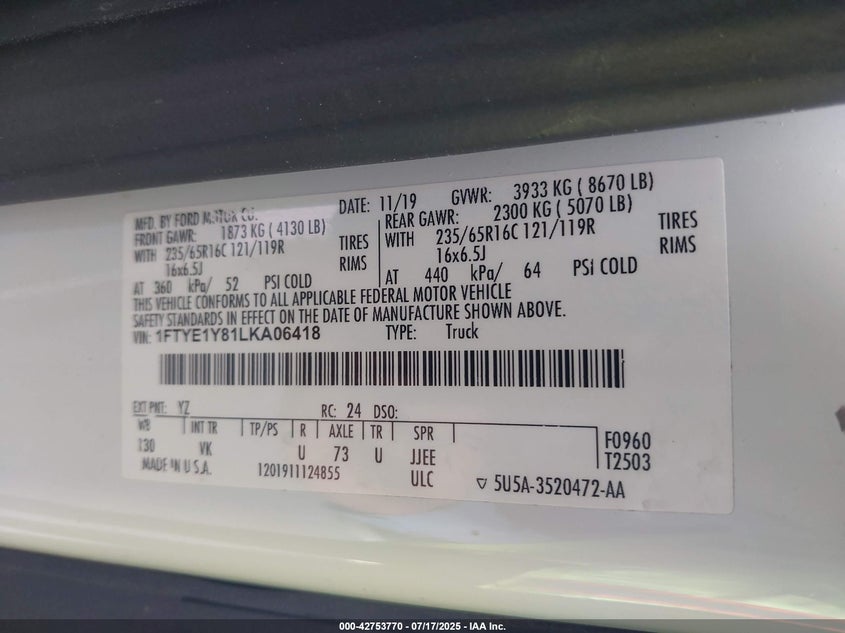 MFD. BY FORD MOTOR CO.
DATE: 11/19 GVWR: 3933 KG ( 8670 LB)
FRONT GAWR: 1873 KG ( 4130 LB)
WITH 235/65R16C 121/119R TIRES
16x6.5J RIMS
AT 360 kPa/ 52 PSI COLD
REAR GAWR: 2300 KG ( 5070 LB)
WITH 235/65R16C 121/119R TIRES
16x6.5J RIMS
AT 440 kPa/ 64 PSi COLD
THIS VEHICLE CONFORMS TO ALL APPLICABLE FEDERAL MOTOR VEHICLE
SAFETY STANDARDS IN EFFECT ON THE DATE OF MANUFACTURE SHOWN ABOVE.
VIN: 1FTYE1Y81LKA06418 TYPE: Truck
EXT PNT: YZ RC: 24 DSO:
WB INT TR TP/PS R AXLE TR SPR
130 VK U 73 U JJEE
F0960
T2503
MADE IN U.S.A. 1201911124855 ULC
5U5A-3520472-AA
000-42753770 - 07/17/2025 - IAA Inc.